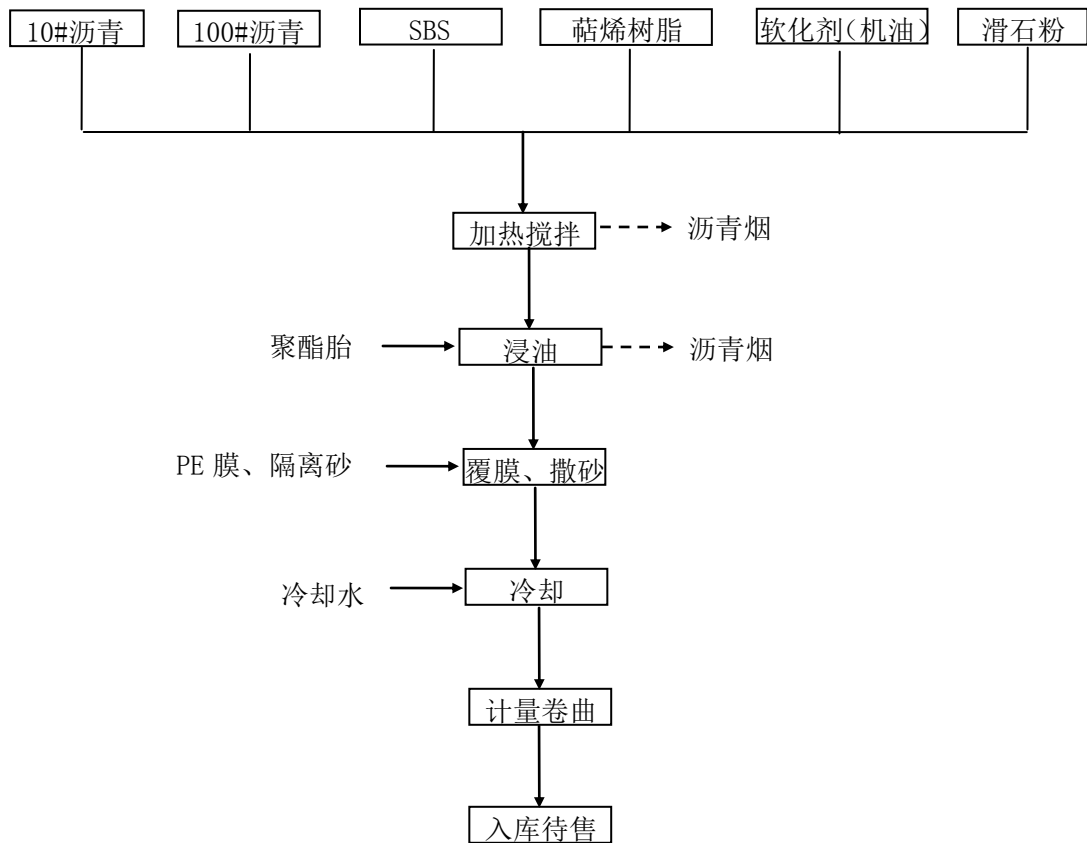 10#沥青
100#沥青
SBS
萜烯树脂
软化剂(机油)
滑石粉
加热搅拌
沥青烟
聚酯胎
浸油
沥青烟
PE 膜、隔离砂
覆膜、撒砂
冷却水
冷却
计量卷曲
入库待售